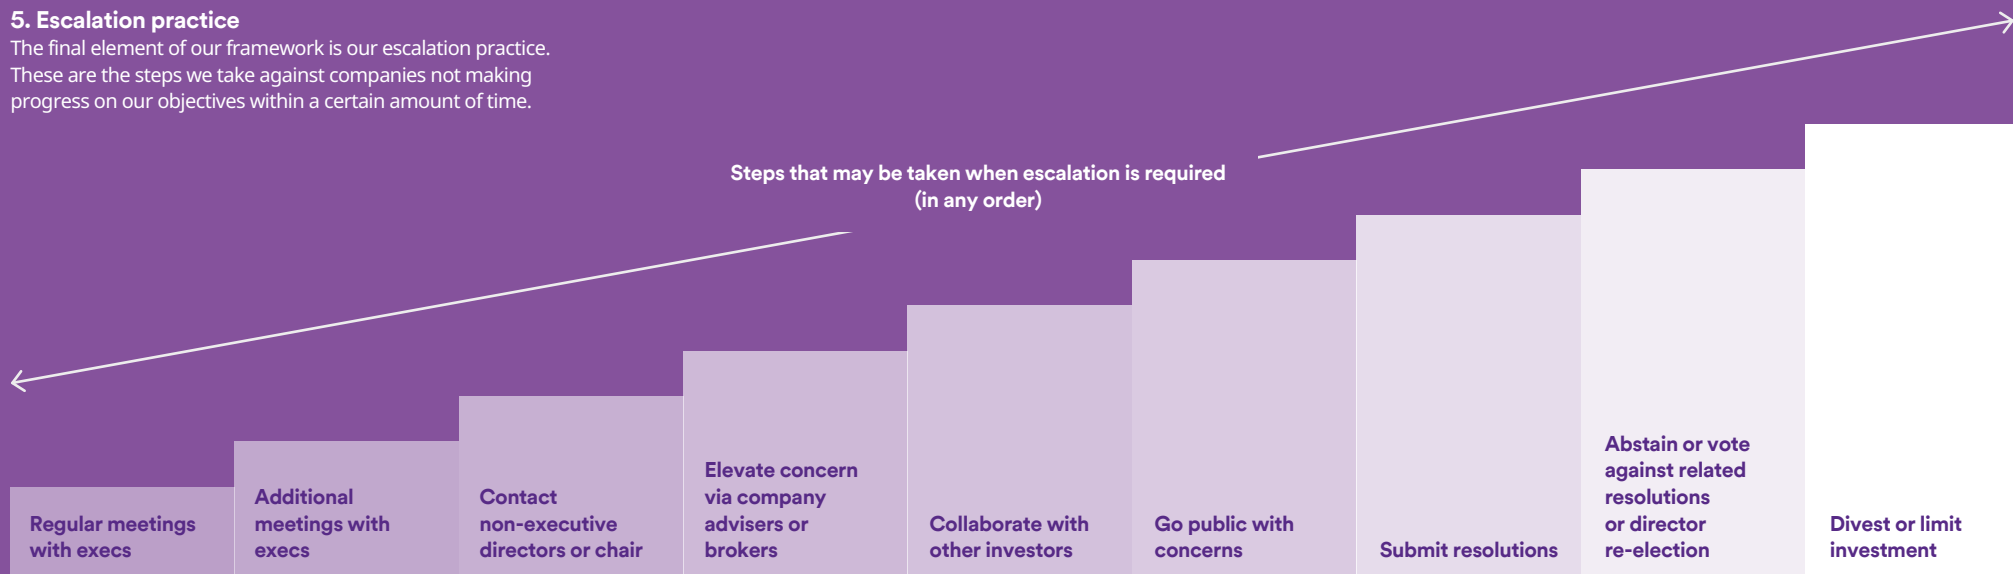 5. Escalation practice
The final element of our framework is our escalation practice.
These are the steps we take against companies not making
progress on our objectives within a certain amount of time.
Steps that may be taken when escalation is required
(in any order)
Regular meetings
with execs
Additional
meetings with
execs
Contact
non-executive
directors or chair
Elevate concern
via company
advisers or
brokers
Collaborate with
other investors
Go public with
concerns
Submit resolutions
Abstain or vote
against related
resolutions
or director
re-election
Divest or limit
investment